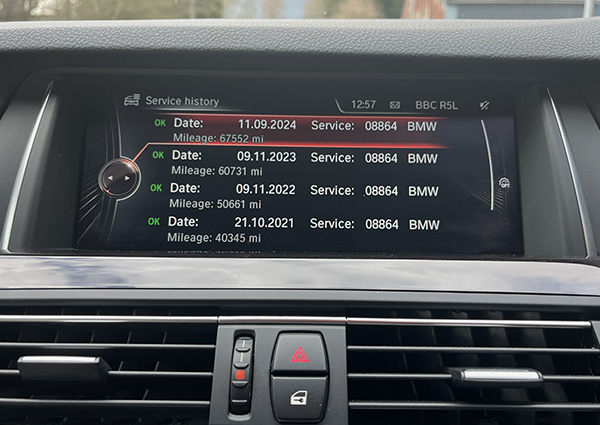 Service history 12:57 BBC R5L
OK Date: 11.09.2024 Service: 08864 BMW
Mileage: 67552 mi
OK Date: 09.11.2023 Service: 08864 BMW
Mileage: 60731 mi
OK Date: 09.11.2022 Service: 08864 BMW
Mileage: 50661 mi
OK Date: 21.10.2021 Service: 08864 BMW
Mileage: 40345 mi